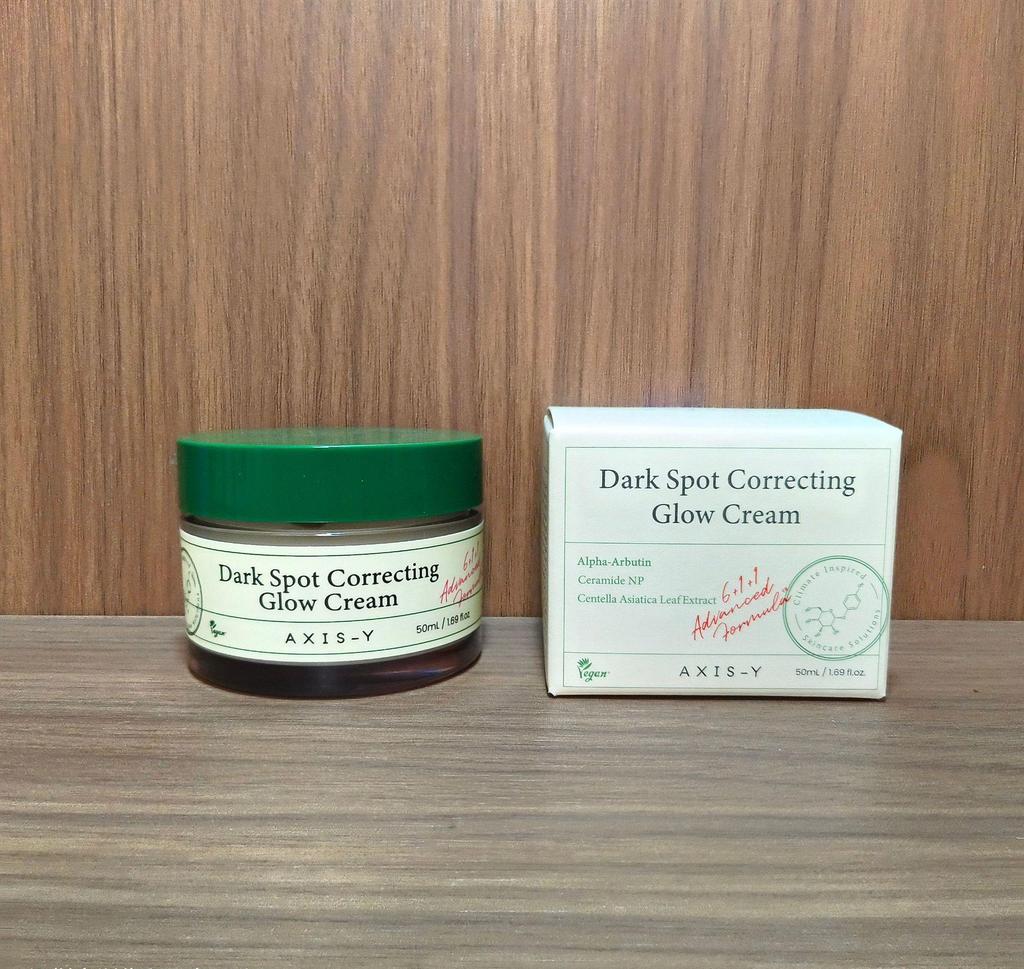 Dark Spot Correcting
Glow Cream
6+1+1
Advanced
Formula
Vegan
AXIS-Y
50mL / 1.69 fl.oz.
Dark Spot Correcting
Glow Cream
Alpha-Arbutin
Ceramide NP
Centella Asiatica Leaf Extract
6+1+1
Advanced
Formula
Climate Inspired
Skincare Solutions
Vegan
AXIS-Y
50mL / 1.69 fl.oz.